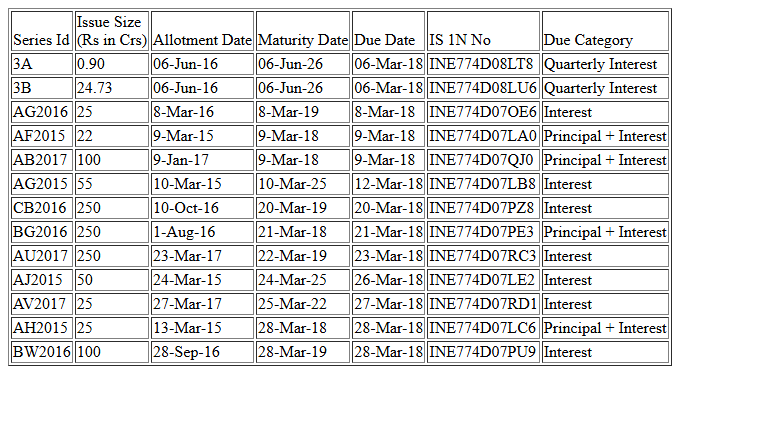 Series Id Issue Size (Rs in Crs) Allotment Date Maturity Date Due Date IS 1N No Due Category
3A 0.90 06-Jun-16 06-Jun-26 06-Mar-18 INE774D08LT8 Quarterly Interest
3B 24.73 06-Jun-16 06-Jun-26 06-Mar-18 INE774D08LU6 Quarterly Interest
AG2016 25 8-Mar-16 8-Mar-19 8-Mar-18 INE774D07OE6 Interest
AF2015 22 9-Mar-15 9-Mar-18 9-Mar-18 INE774D07LA0 Principal + Interest
AB2017 100 9-Jan-17 9-Mar-18 9-Mar-18 INE774D07QJ0 Principal + Interest
AG2015 55 10-Mar-15 10-Mar-25 12-Mar-18 INE774D07LB8 Interest
CB2016 250 10-Oct-16 20-Mar-19 20-Mar-18 INE774D07PZ8 Interest
BG2016 250 1-Aug-16 21-Mar-18 21-Mar-18 INE774D07PE3 Principal + Interest
AU2017 250 23-Mar-17 22-Mar-19 23-Mar-18 INE774D07RC3 Interest
AJ2015 50 24-Mar-15 24-Mar-25 26-Mar-18 INE774D07LE2 Interest
AV2017 25 27-Mar-17 25-Mar-22 27-Mar-18 INE774D07RD1 Interest
AH2015 25 13-Mar-15 28-Mar-18 28-Mar-18 INE774D07LC6 Principal + Interest
BW2016 100 28-Sep-16 28-Mar-19 28-Mar-18 INE774D07PU9 Interest